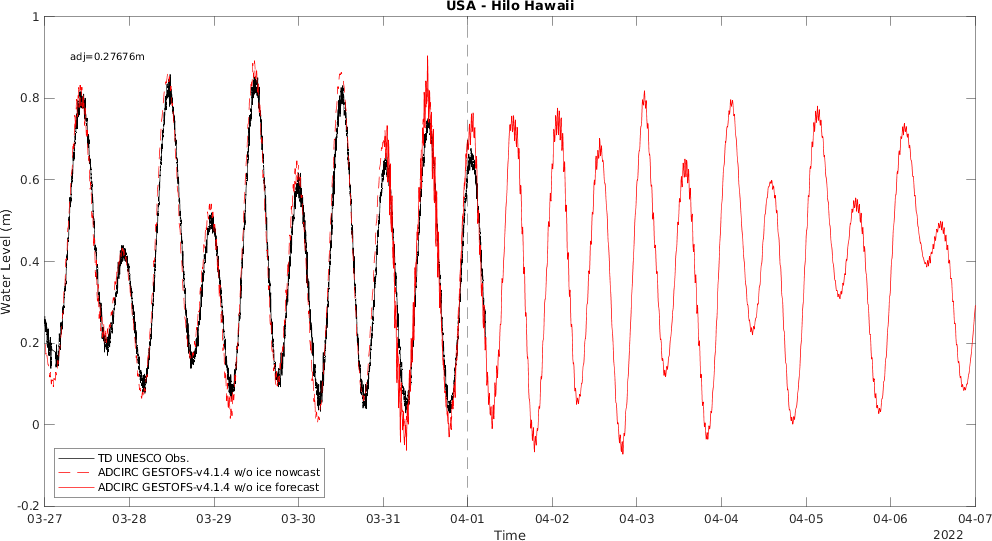 USA - Hilo Hawaii
1
adj=0.27676m
0.8
0.6
0.4
0.2
0
-0.2
Water Level (m)
TD UNESCO Obs.
ADCIRC GESTOFS-v4.1.4 w/o ice nowcast
ADCIRC GESTOFS-v4.1.4 w/o ice forecast
03-27 03-28 03-29 03-30 03-31 04-01 04-02 04-03 04-04 04-05 04-06 04-07
Time
2022